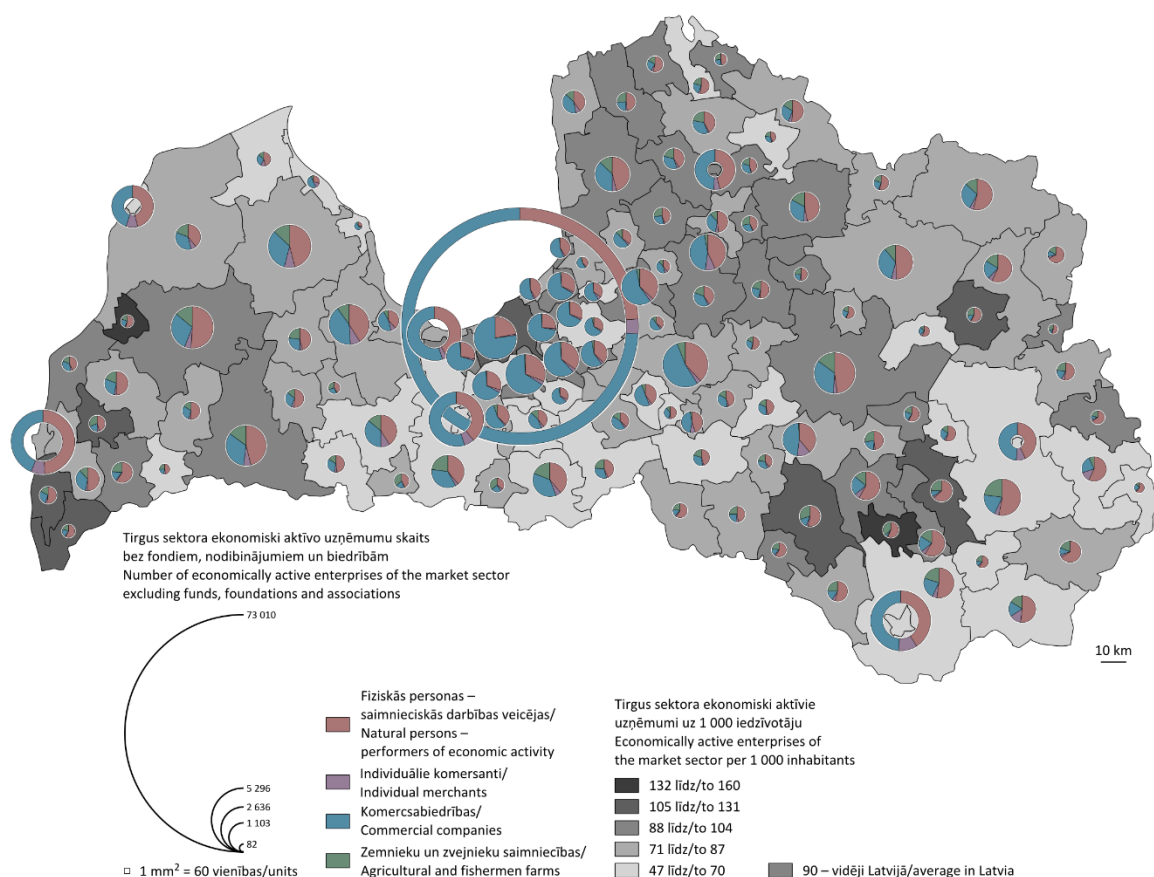 Tirgus sektora ekonomiski aktīvo uzņēmumu skaits
bez fondiem, nodibinājumiem un biedrībām
Number of economically active enterprises of the market sector
excluding funds, foundations and associations
73 010
5 296
2 636
1 103
82
1 mm² = 60 vienības/units
Fiziskās personas –
saimnieciskās darbības veicējas/
Natural persons –
performers of economic activity
Individuālie komersanti/
Individual merchants
Komercsabiedrības/
Commercial companies
Zemnieku un zvejnieku saimniecības/
Agricultural and fishermen farms
10 km
Tirgus sektora ekonomiski aktīvie
uzņēmumi uz 1 000 iedzīvotāju
Economically active enterprises of
the market sector per 1 000 inhabitants
132 līdz/to 160
105 līdz/to 131
88 līdz/to 104
71 līdz/to 87
47 līdz/to 70
90 – vidēji Latvijā/average in Latvia